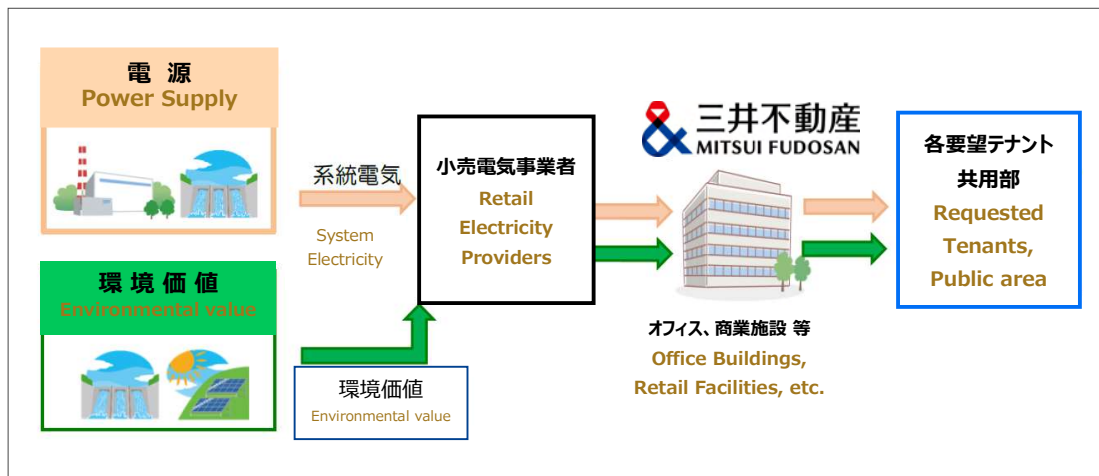 電 源
Power Supply
環 境 価 値
Environmental value
系統電気
System
Electricity
環境価値
Environmental value
小売電気事業者
Retail
Electricity
Providers
三井不動産
MITSUI FUDOSAN
オフィス、商業施設 等
Office Buildings,
Retail Facilities, etc.
各要望テナント
共用部
Requested
Tenants,
Public area